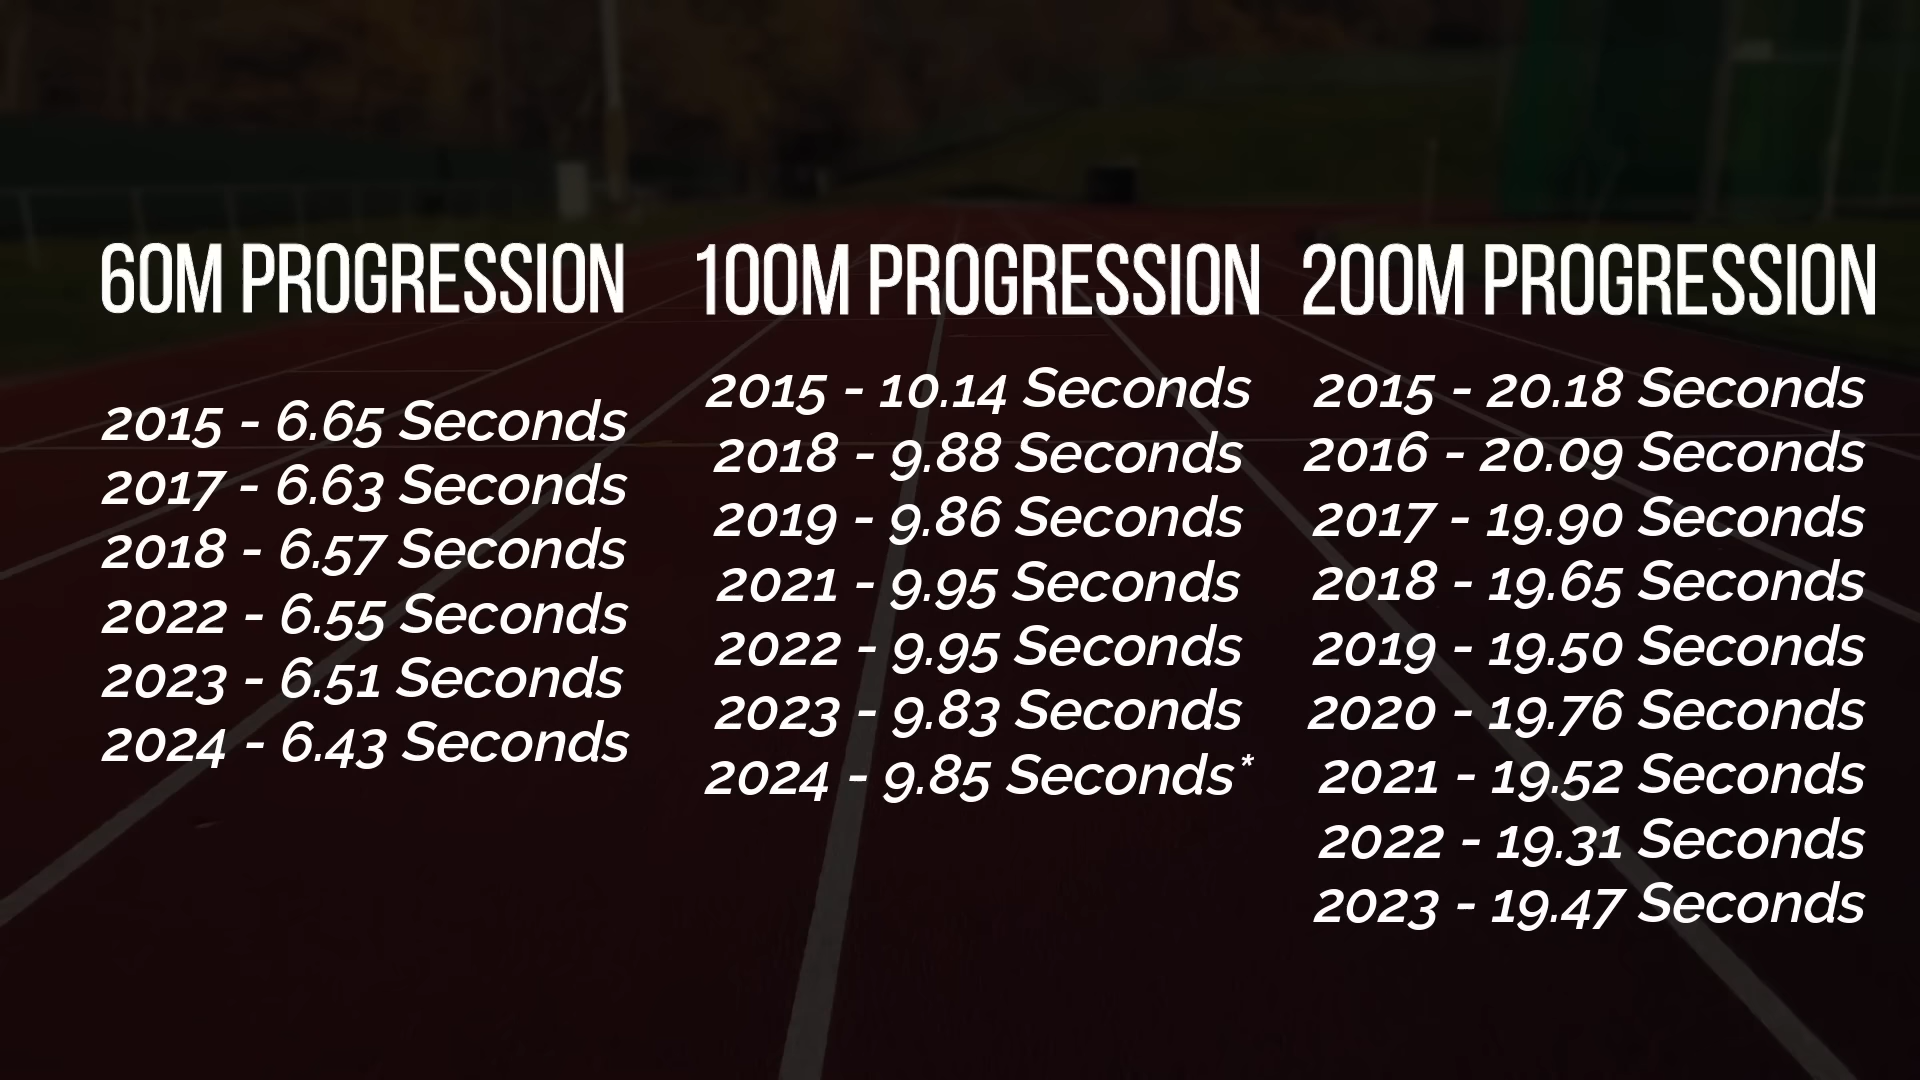 60M PROGRESSION
2015 - 6.65 Seconds
2017 - 6.63 Seconds
2018 - 6.57 Seconds
2022 - 6.55 Seconds
2023 - 6.51 Seconds
2024 - 6.43 Seconds
100M PROGRESSION
2015 - 10.14 Seconds
2018 - 9.88 Seconds
2019 - 9.86 Seconds
2021 - 9.95 Seconds
2022 - 9.95 Seconds
2023 - 9.83 Seconds
2024 - 9.85 Seconds*
200M PROGRESSION
2015 - 20.18 Seconds
2016 - 20.09 Seconds
2017 - 19.90 Seconds
2018 - 19.65 Seconds
2019 - 19.50 Seconds
2020 - 19.76 Seconds
2021 - 19.52 Seconds
2022 - 19.31 Seconds
2023 - 19.47 Seconds